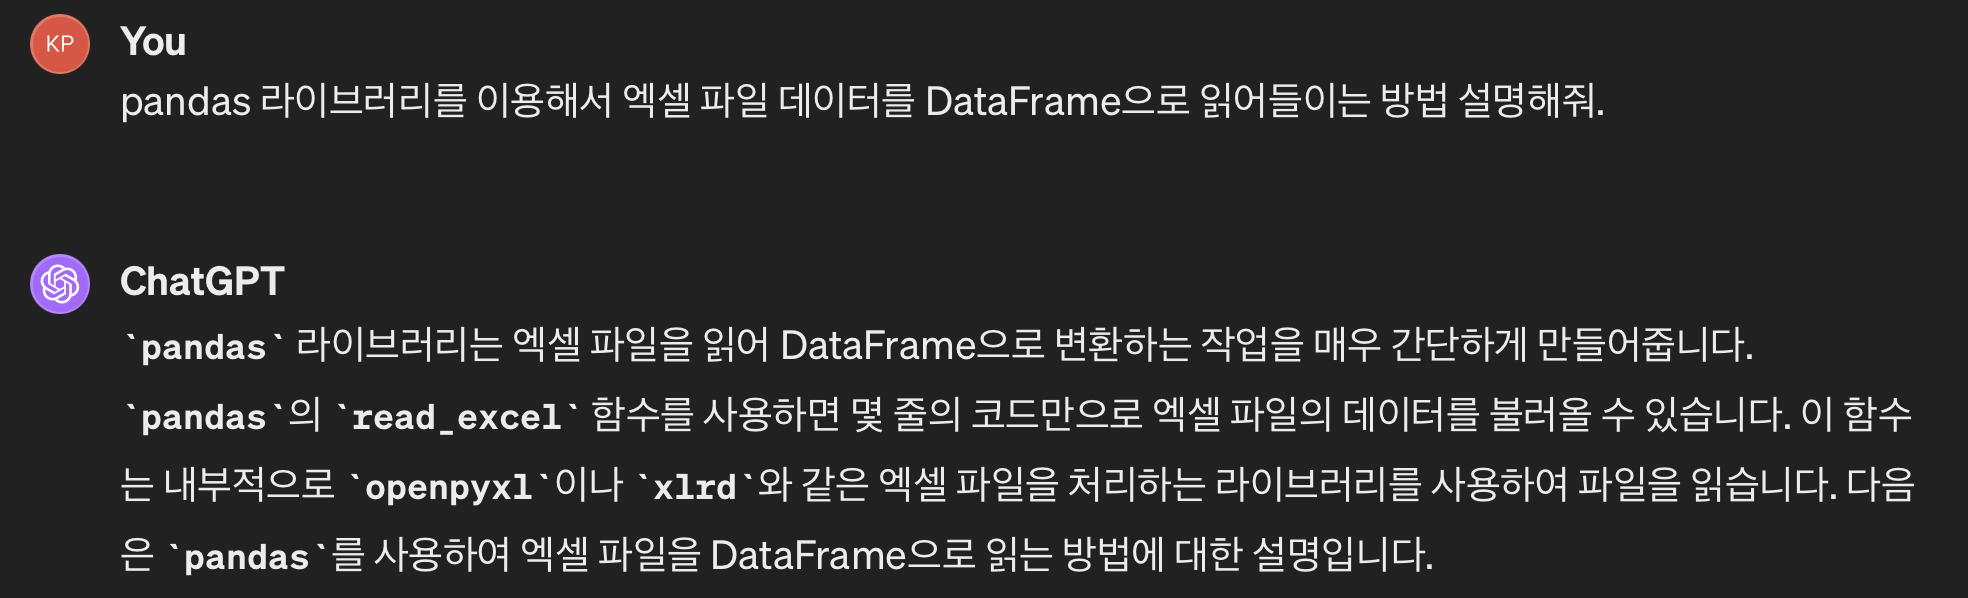 KP
You
pandas 라이브러리를 이용해서 엑셀 파일 데이터를 DataFrame으로 읽어들이는 방법 설명해줘.
ChatGPT
`pandas` 라이브러리는 엑셀 파일을 읽어 DataFrame으로 변환하는 작업을 매우 간단하게 만들어줍니다.
`pandas`의 `read_excel` 함수를 사용하면 몇 줄의 코드만으로 엑셀 파일의 데이터를 불러올 수 있습니다. 이 함수
는 내부적으로 `openpyxl`이나 `xlrd`와 같은 엑셀 파일을 처리하는 라이브러리를 사용하여 파일을 읽습니다. 다음
은 `pandas`를 사용하여 엑셀 파일을 DataFrame으로 읽는 방법에 대한 설명입니다.